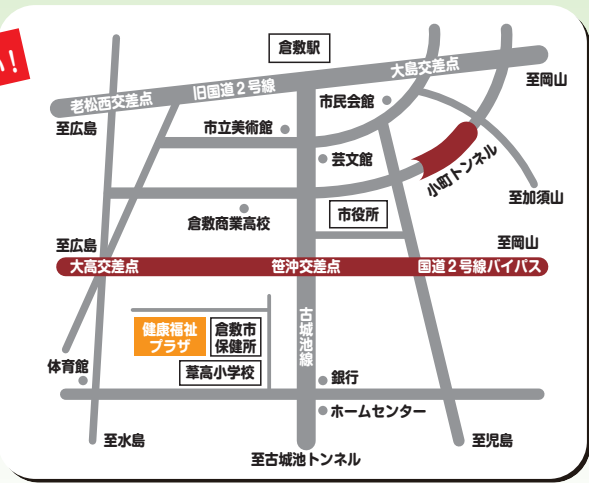 い!
倉敷駅
大島交差点
至岡山
旧国道2号線
老松西交差点
市民会館
至広島
市立美術館
芸文館
小町トンネル
至加須山
倉敷商業高校
市役所
至広島
至岡山
大高交差点
笹沖交差点
国道2号線バイパス
古城池線
健康福祉
プラザ
倉敷市
保健所
体育館
葦高小学校
銀行
ホームセンター
至水島
至児島
至古城池トンネル